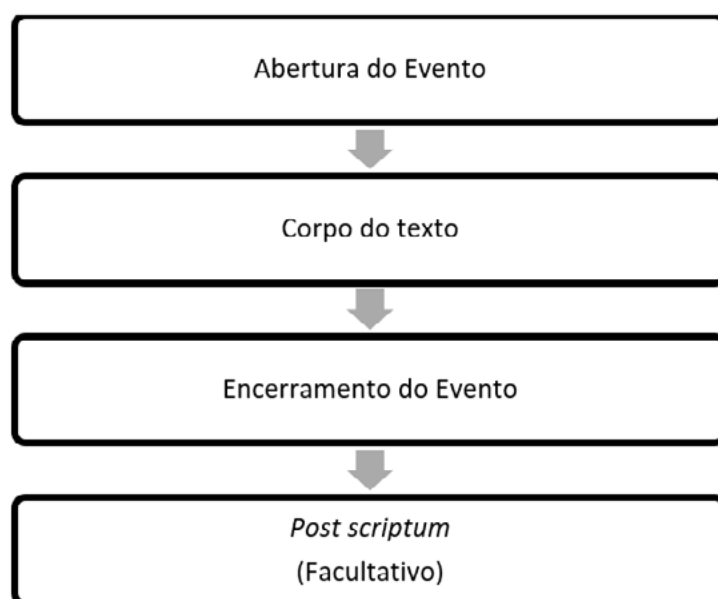 Abertura do Evento
Corpo do texto
Encerramento do Evento
Post scriptum
(Facultativo)